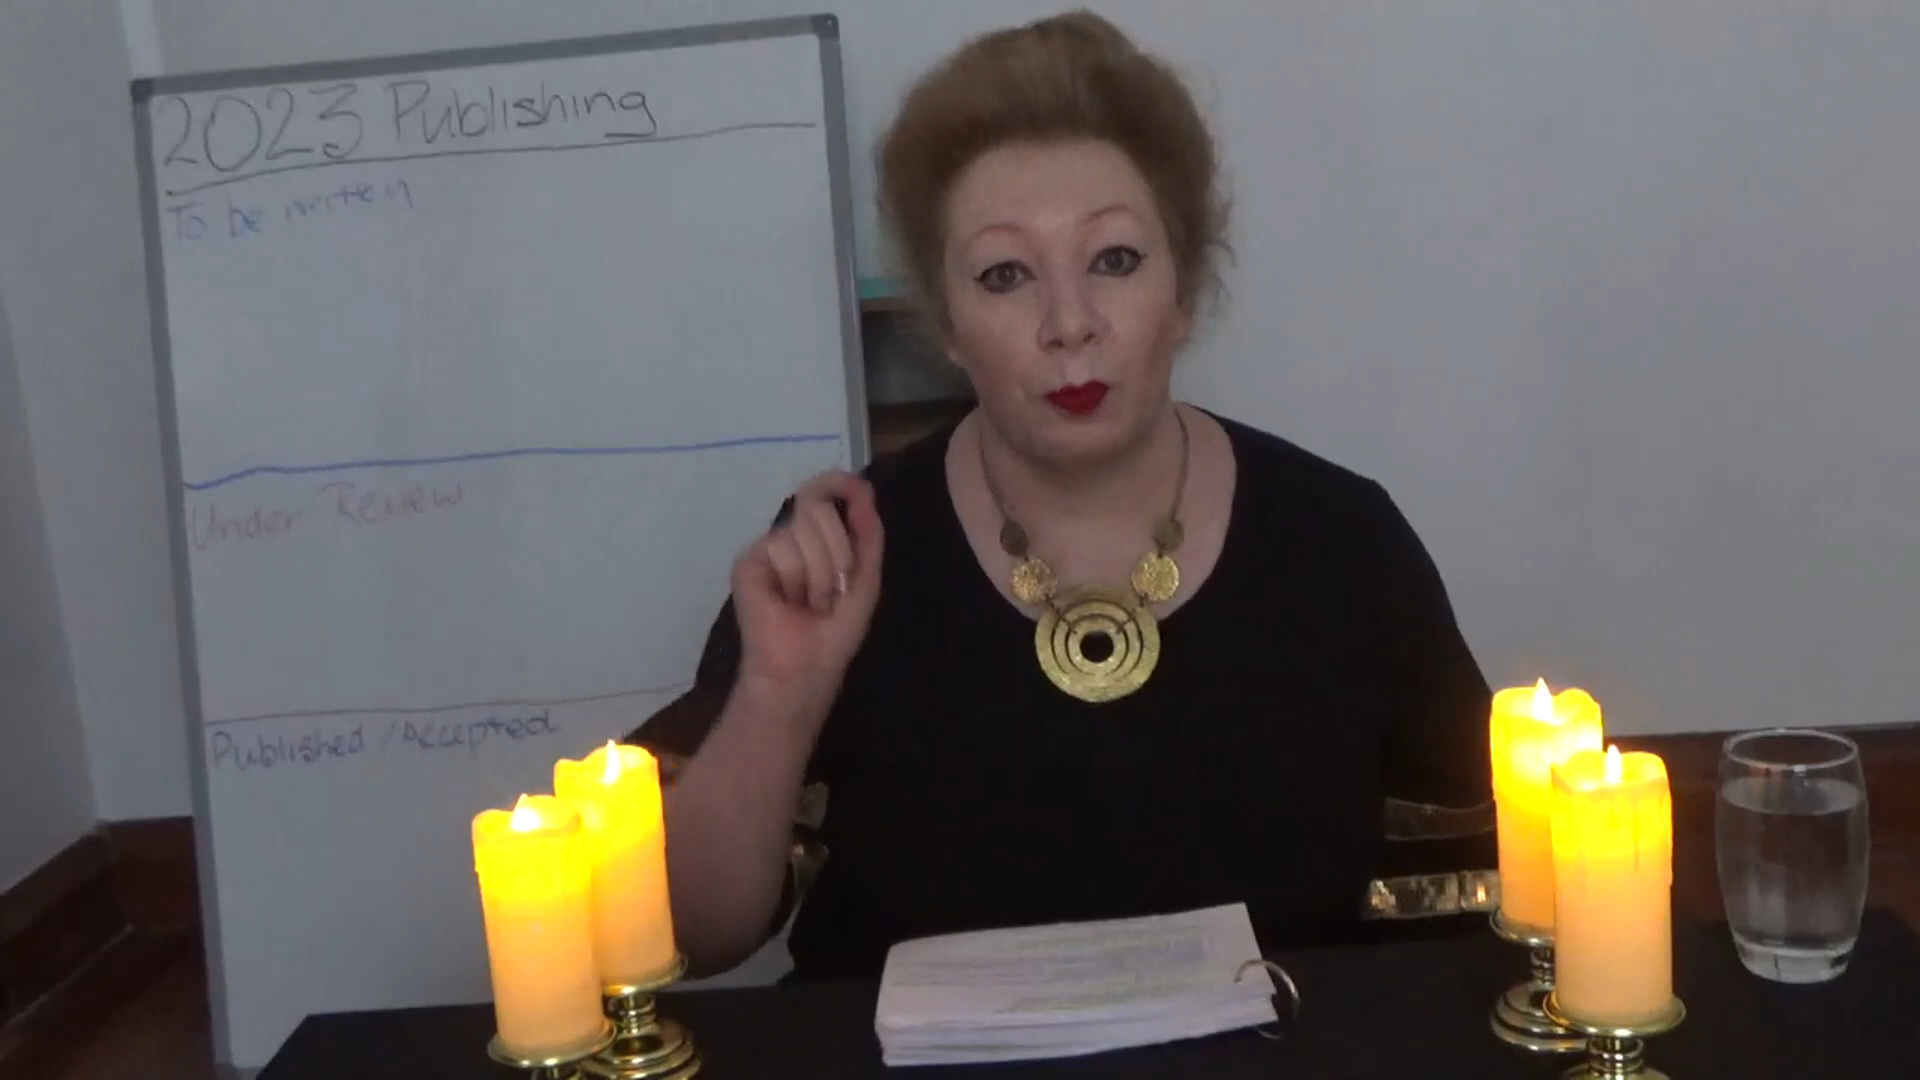 2023 Publishing
To be written
Under Review
Published / Accepted